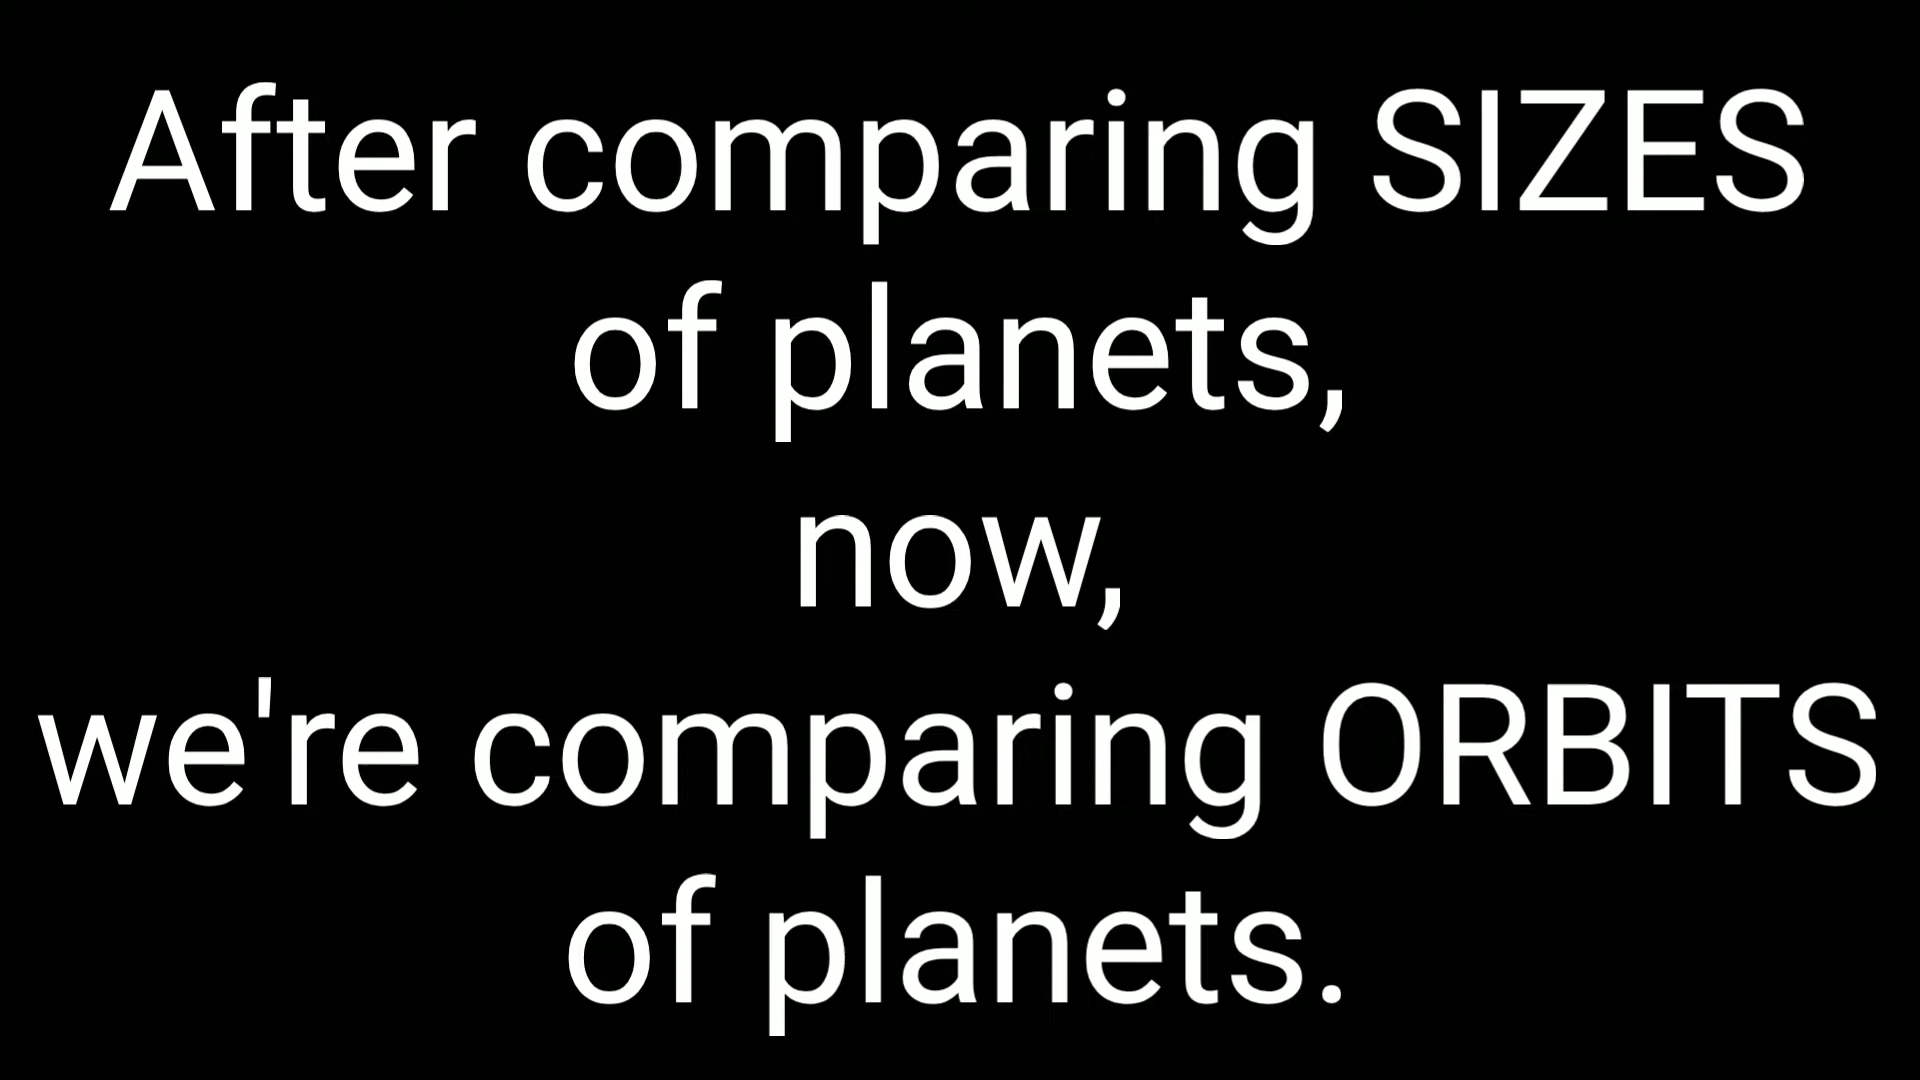 After comparing SIZES
of planets,
now,
we're comparing ORBITS
of planets.